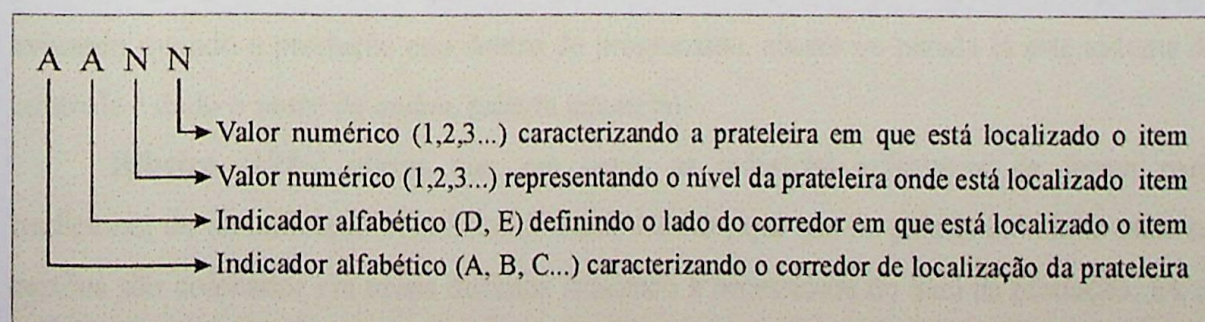 A A N N
Valor numérico (1,2,3...) caracterizando a prateleira em que está localizado o item
Valor numérico (1,2,3...) representando o nível da prateleira onde está localizado item
Indicador alfabético (D, E) definindo o lado do corredor em que está localizado o item
Indicador alfabético (A, B, C...) caracterizando o corredor de localização da prateleira